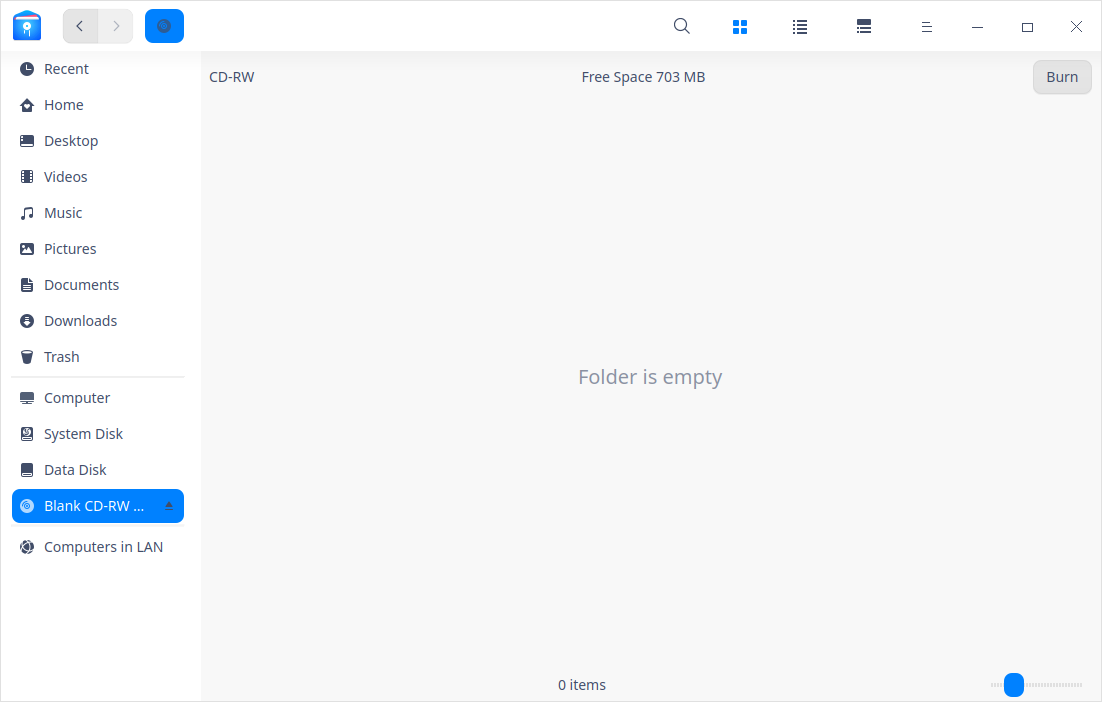 Recent
Home
Desktop
Videos
Music
Pictures
Documents
Downloads
Trash
Computer
System Disk
Data Disk
Blank CD-RW ...
Computers in LAN
CD-RW
Free Space 703 MB
Burn
Folder is empty
0 items